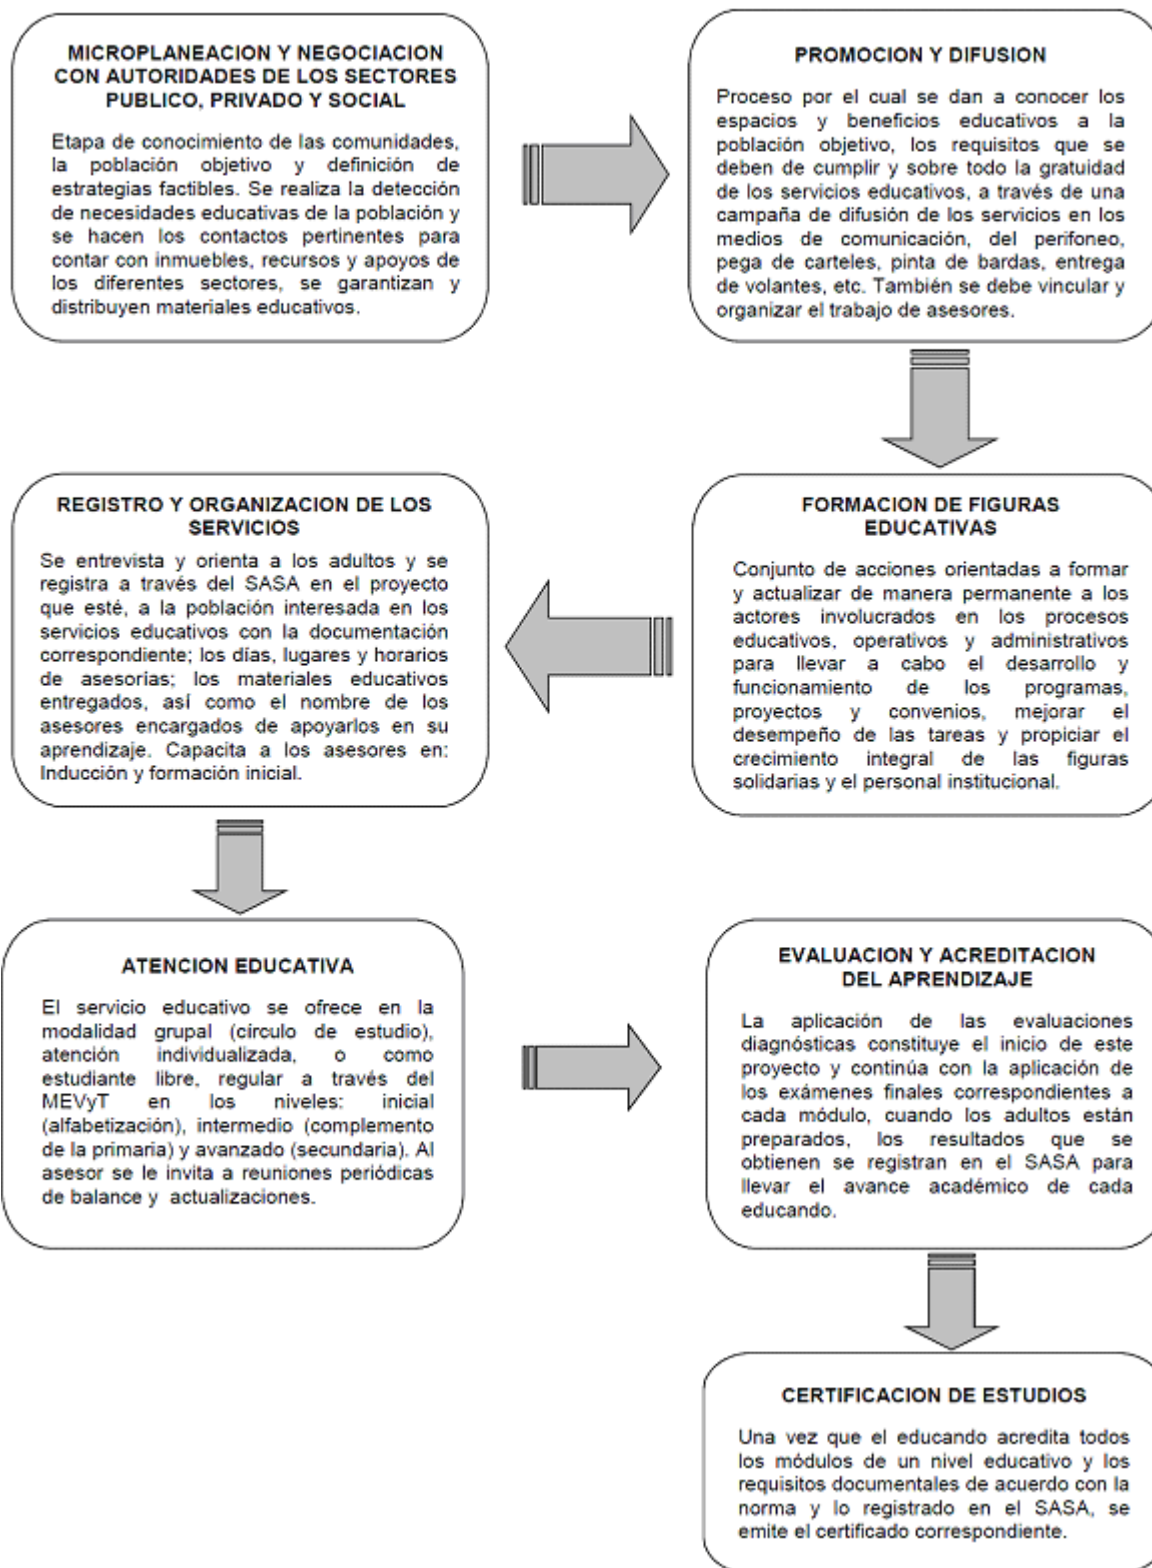 MICROPLANEACION Y NEGOCIACION
CON AUTORIDADES DE LOS SECTORES
PUBLICO, PRIVADO Y SOCIAL
Etapa de conocimiento de las comunidades,
la población objetivo y definición de
estrategias factibles. Se realiza la detección
de necesidades educativas de la población y
se hacen los contactos pertinentes para
contar con inmuebles, recursos y apoyos de
los diferentes sectores, se garantizan y
distribuyen materiales educativos.
PROMOCION Y DIFUSION
Proceso por el cual se dan a conocer los
espacios y beneficios educativos a la
población objetivo, los requisitos que se
deben de cumplir y sobre todo la gratuidad
de los servicios educativos, a través de una
campaña de difusión de los servicios en los
medios de comunicación, del perifoneo,
pega de carteles, pinta de bardas, entrega
de volantes, etc. También se debe vincular y
organizar el trabajo de asesores.
FORMACION DE FIGURAS
EDUCATIVAS
Conjunto de acciones orientadas a formar
y actualizar de manera permanente a los
actores involucrados en los procesos
educativos, operativos y administrativos
para llevar a cabo el desarrollo y
funcionamiento de los programas,
proyectos y convenios, mejorar el
desempeño de las tareas y propiciar el
crecimiento integral de las figuras
solidarias y el personal institucional.
REGISTRO Y ORGANIZACION DE LOS
SERVICIOS
Se entrevista y orienta a los adultos y se
registra a través del SASA en el proyecto
que esté, a la población interesada en los
servicios educativos con la documentación
correspondiente; los días, lugares y horarios
de asesorías; los materiales educativos
entregados, así como el nombre de los
asesores encargados de apoyarlos en su
aprendizaje. Capacita a los asesores en:
Inducción y formación inicial.
ATENCION EDUCATIVA
El servicio educativo se ofrece en la
modalidad grupal (círculo de estudio),
atención individualizada, o como
estudiante libre, regular a través del
MEVyT en los niveles: inicial
(alfabetización), intermedio (complemento
de la primaria) y avanzado (secundaria). Al
asesor se le invita a reuniones periódicas
de balance y actualizaciones.
EVALUACION Y ACREDITACION
DEL APRENDIZAJE
La aplicación de las evaluaciones
diagnósticas constituye el inicio de este
proyecto y continúa con la aplicación de
los exámenes finales correspondientes a
cada módulo, cuando los adultos están
preparados, los resultados que se
obtienen se registran en el SASA para
llevar el avance académico de cada
educando.
CERTIFICACION DE ESTUDIOS
Una vez que el educando acredita todos
los módulos de un nivel educativo y los
requisitos documentales de acuerdo con la
norma y lo registrado en el SASA, se
emite el certificado correspondiente.